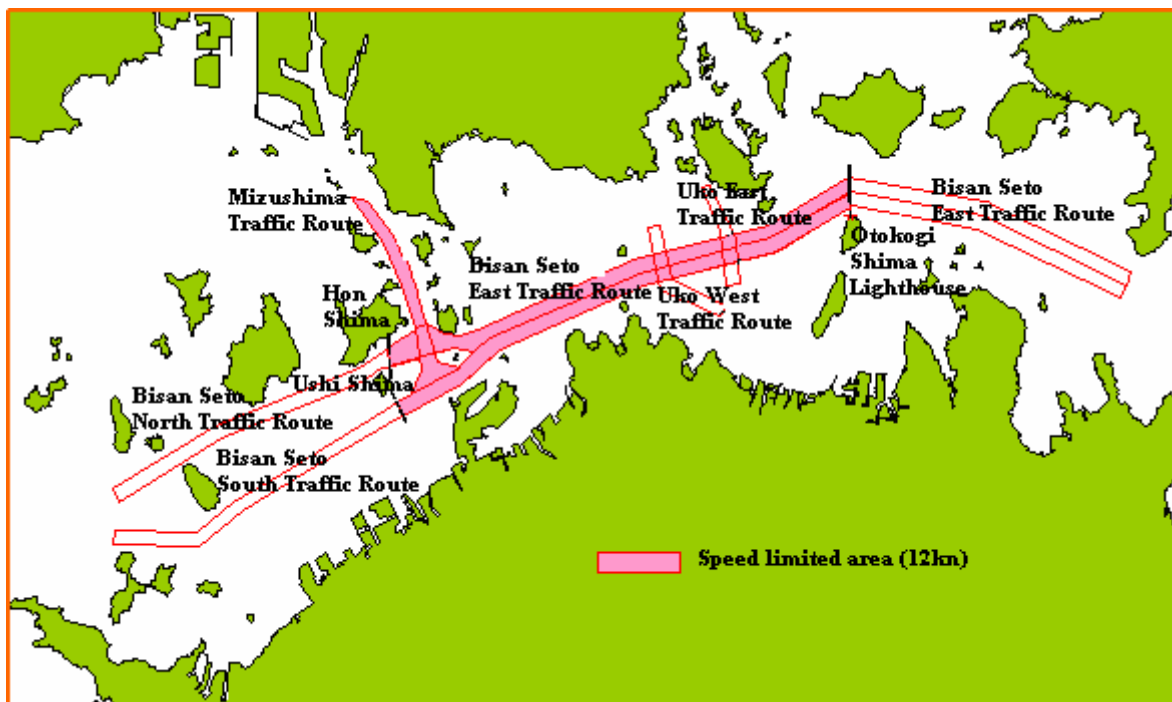 Mizushima
Traffic Route
Uko East
Traffic Route
Bisan Seto
East Traffic Route
Otokogi
Shima
Lighthouse
Bisan Seto
East Traffic Route
Uko West
Traffic Route
Hon
Shima
Ushi Shima
Bisan Seto
North Traffic Route
Bisan Seto
South Traffic Route
Speed limited area (12kn)